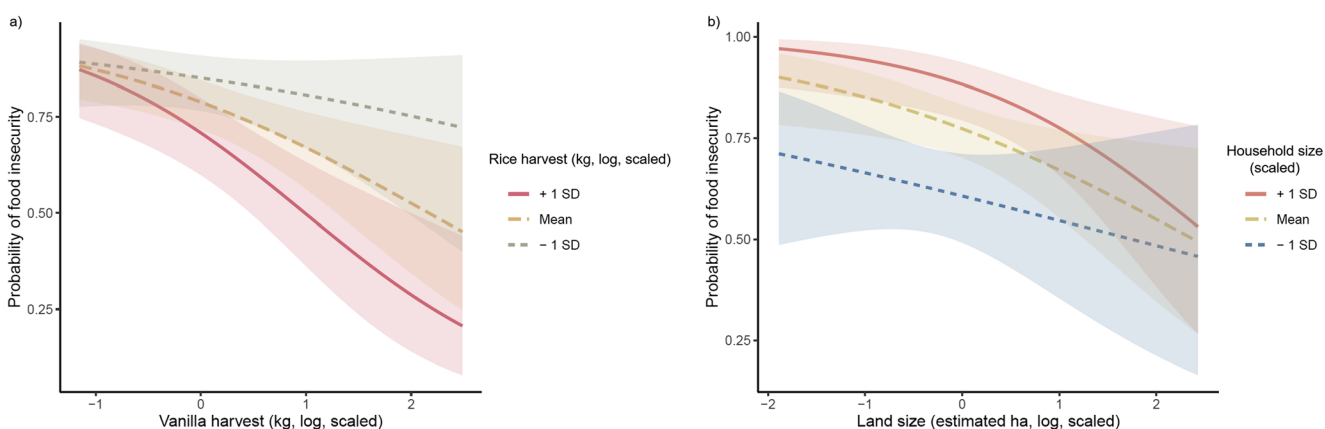 a)
Probability of food insecurity
0.75
0.50
0.25
−1
0
1
2
Vanilla harvest (kg, log, scaled)
Rice harvest (kg, log, scaled)
+ 1 SD
Mean
− 1 SD
b)
Probability of food insecurity
1.00
0.75
0.50
0.25
−2
−1
0
1
2
Land size (estimated ha, log, scaled)
Household size
(scaled)
+ 1 SD
Mean
− 1 SD